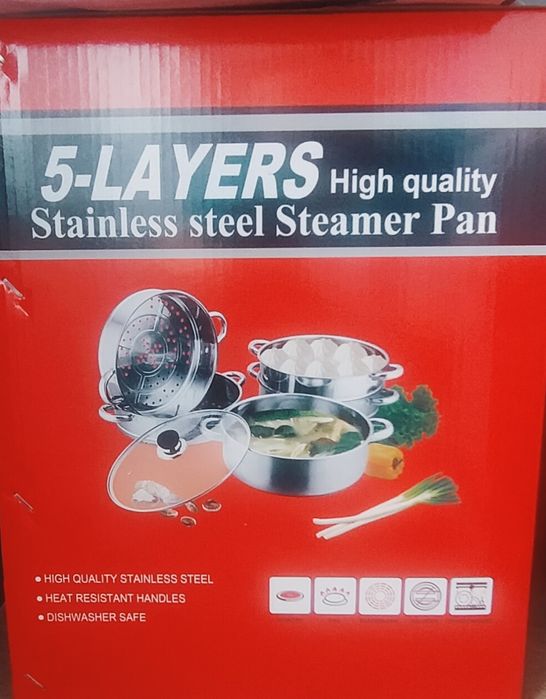 5-LAYERS High quality
Stainless steel Steamer Pan
• HIGH QUALITY STAINLESS STEEL
• HEAT RESISTANT HANDLES
• DISHWASHER SAFE